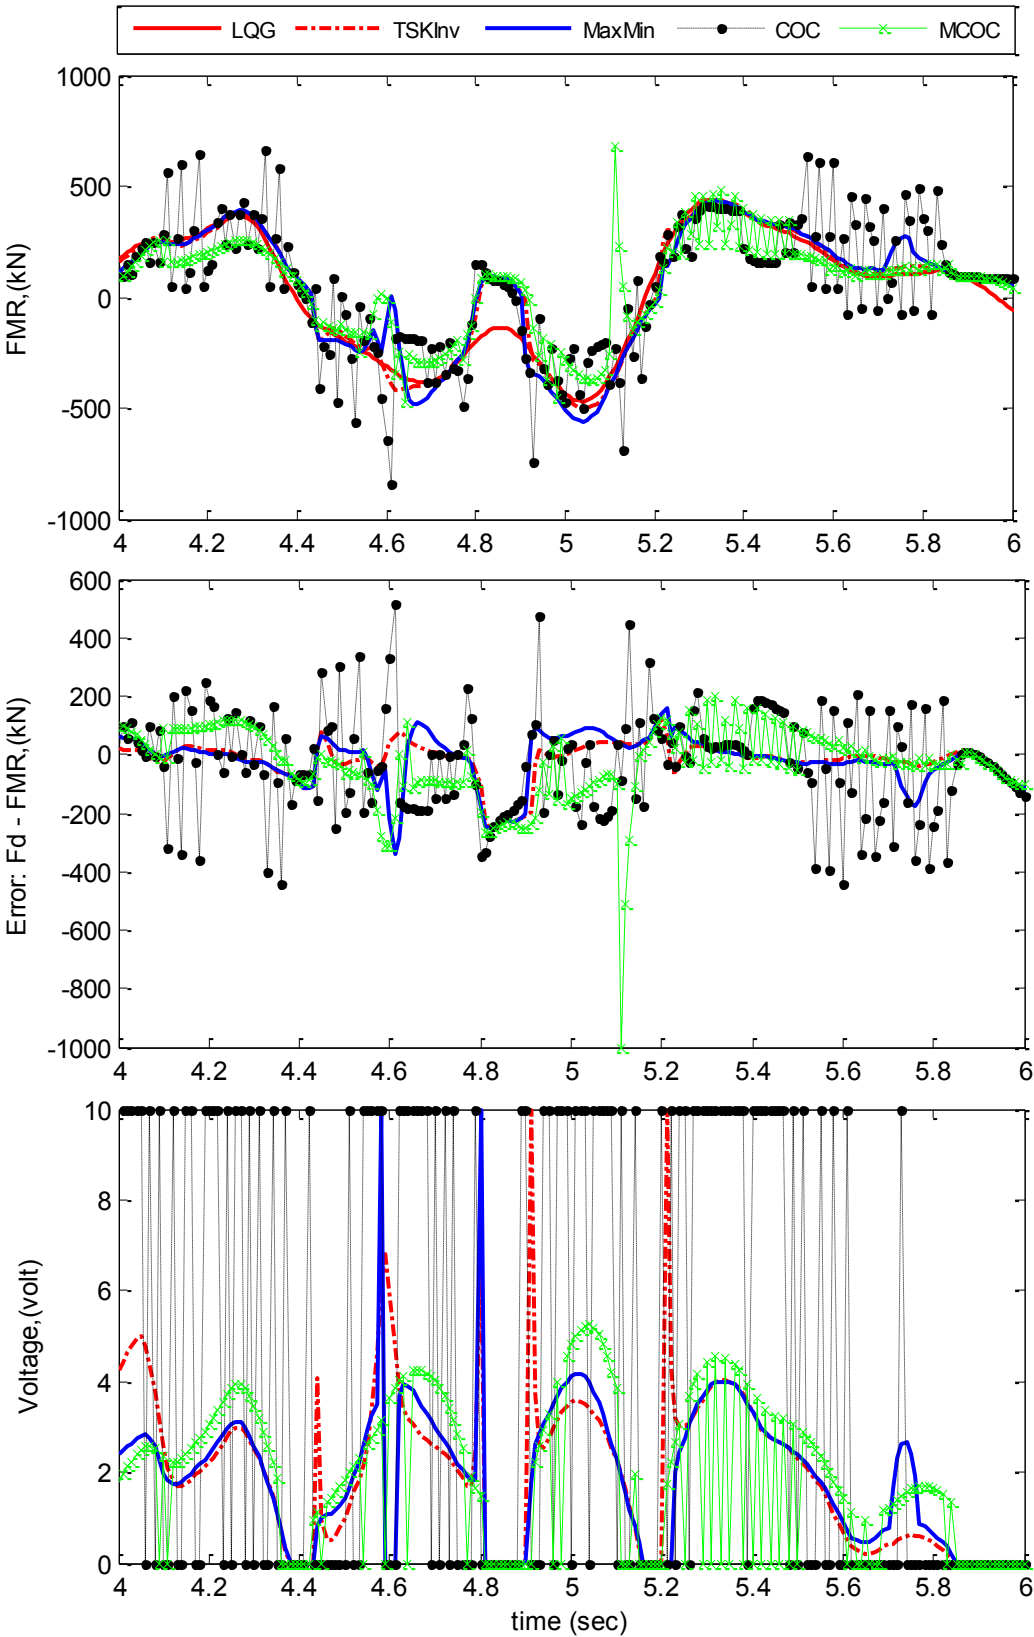 LQG TSKInv MaxMin COC MCOC
1000
500
0
-500
-1000
FMR,(kN)
4 4.2 4.4 4.6 4.8 5 5.2 5.4 5.6 5.8 6
600
400
200
0
-200
-400
-600
-800
-1000
Error: Fd - FMR,(kN)
4 4.2 4.4 4.6 4.8 5 5.2 5.4 5.6 5.8 6
10
8
6
4
2
0
Voltage,(volt)
4 4.2 4.4 4.6 4.8 5 5.2 5.4 5.6 5.8 6
time (sec)